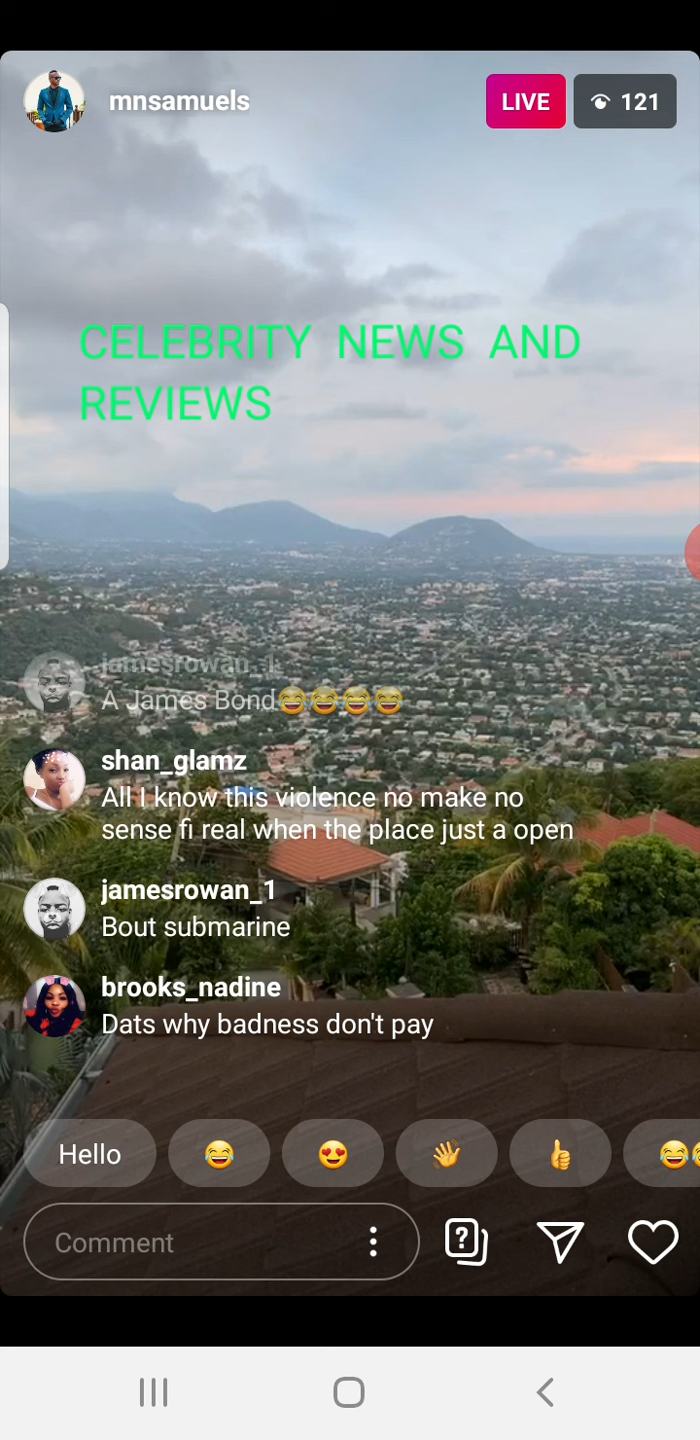 mnsamuels
LIVE
121
CELEBRITY NEWS AND
REVIEWS
jamesrowan_1
A James Bond😂😂😂😂
shan_glamz
All I know this violence no make no
sense fi real when the place just a open
jamesrowan_1
Bout submarine
brooks_nadine
Dats why badness don't pay
Hello
Comment